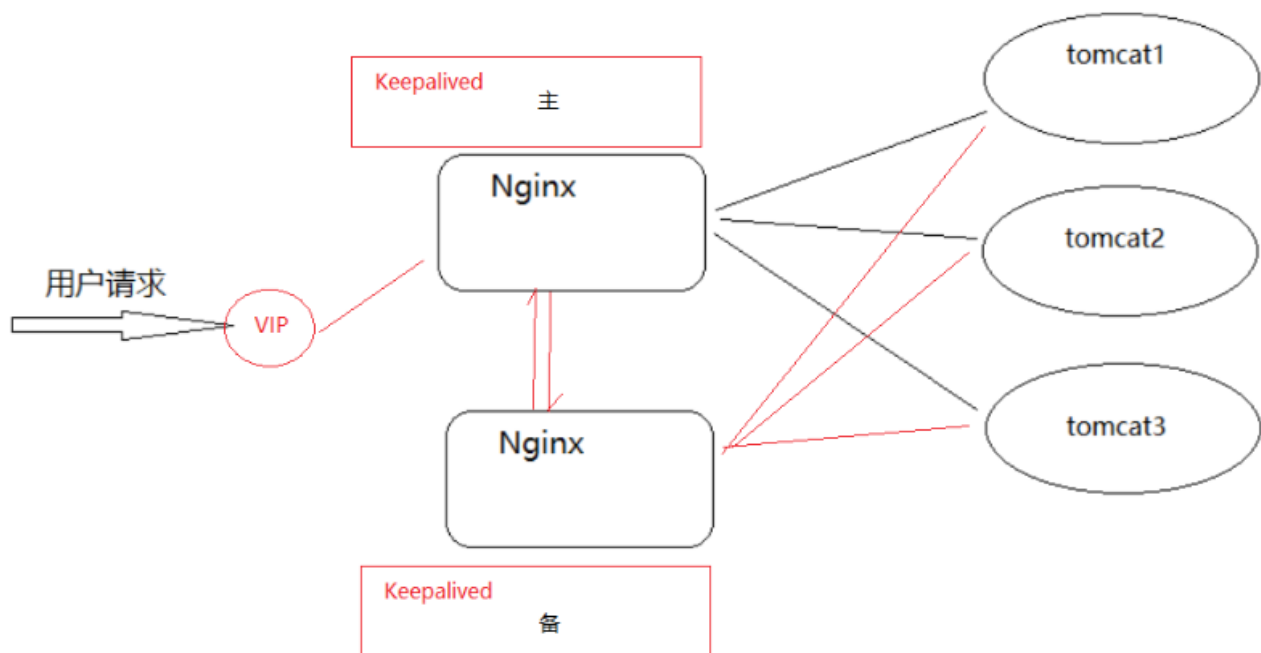 Keepalived
主
Nginx
用户请求
VIP
Nginx
Keepalived
备
tomcat1
tomcat2
tomcat3